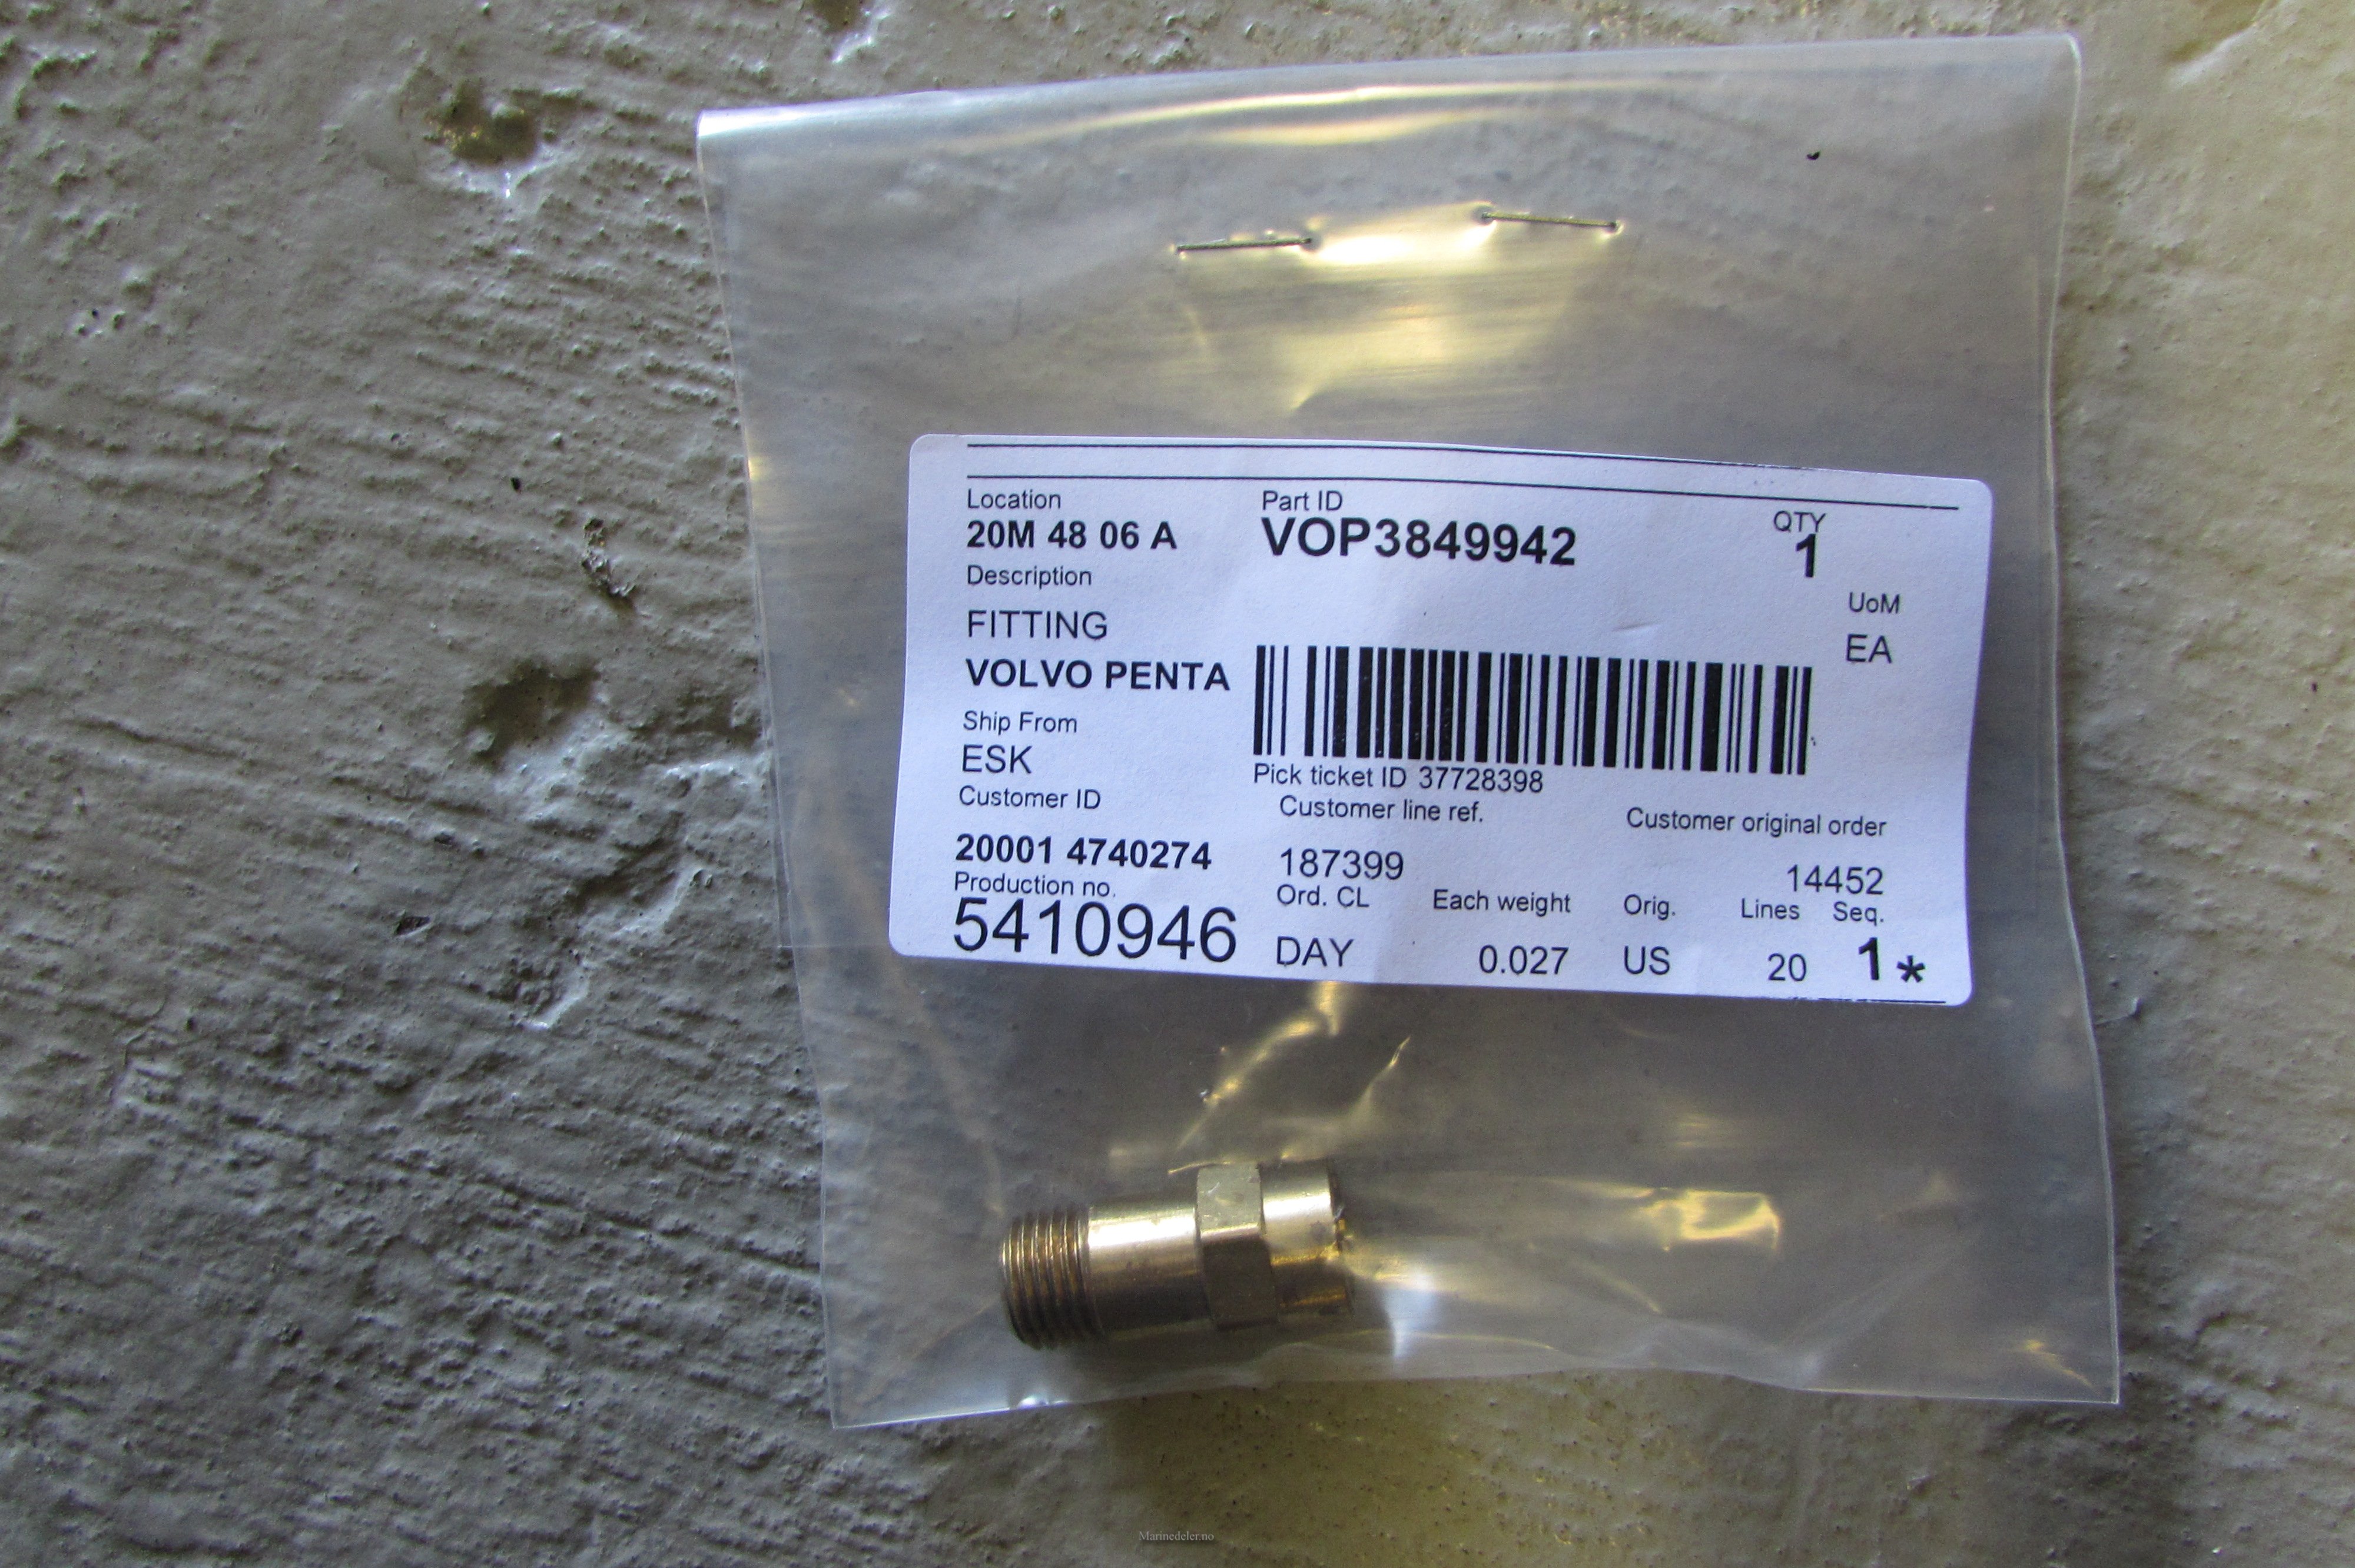 Location Part ID QTY
20M 48 06 A VOP3849942 1
Description UoM
FITTING EA
VOLVO PENTA
Ship From
ESK Pick ticket ID 37728398
Customer ID Customer line ref. Customer original order
20001 4740274 187399 14452
Production no. Ord. CL Each weight Orig. Lines Seq.
5410946 DAY 0.027 US 20 1*
Marinedeler.no